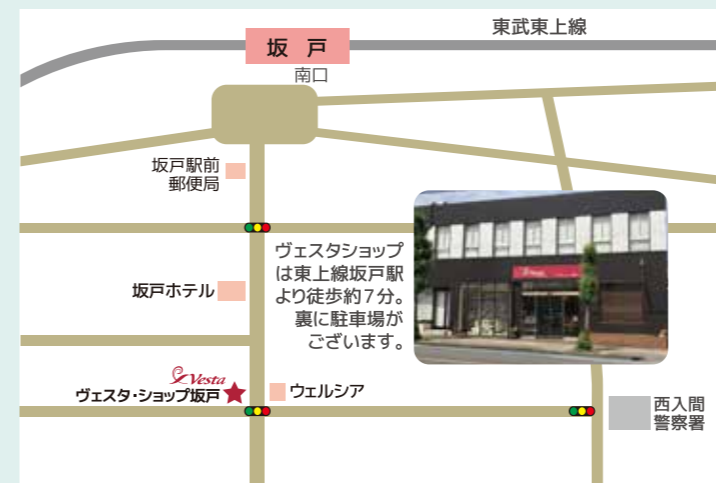 東武東上線
坂戸
南口
坂戸駅前
郵便局
ヴェスタショップ
は東上線坂戸駅
より徒歩約7分。
裏に駐車場が
ございます。
坂戸ホテル
Vesta
ヴェスタ・ショップ坂戸
ウェルシア
西入間
警察署
Vesta